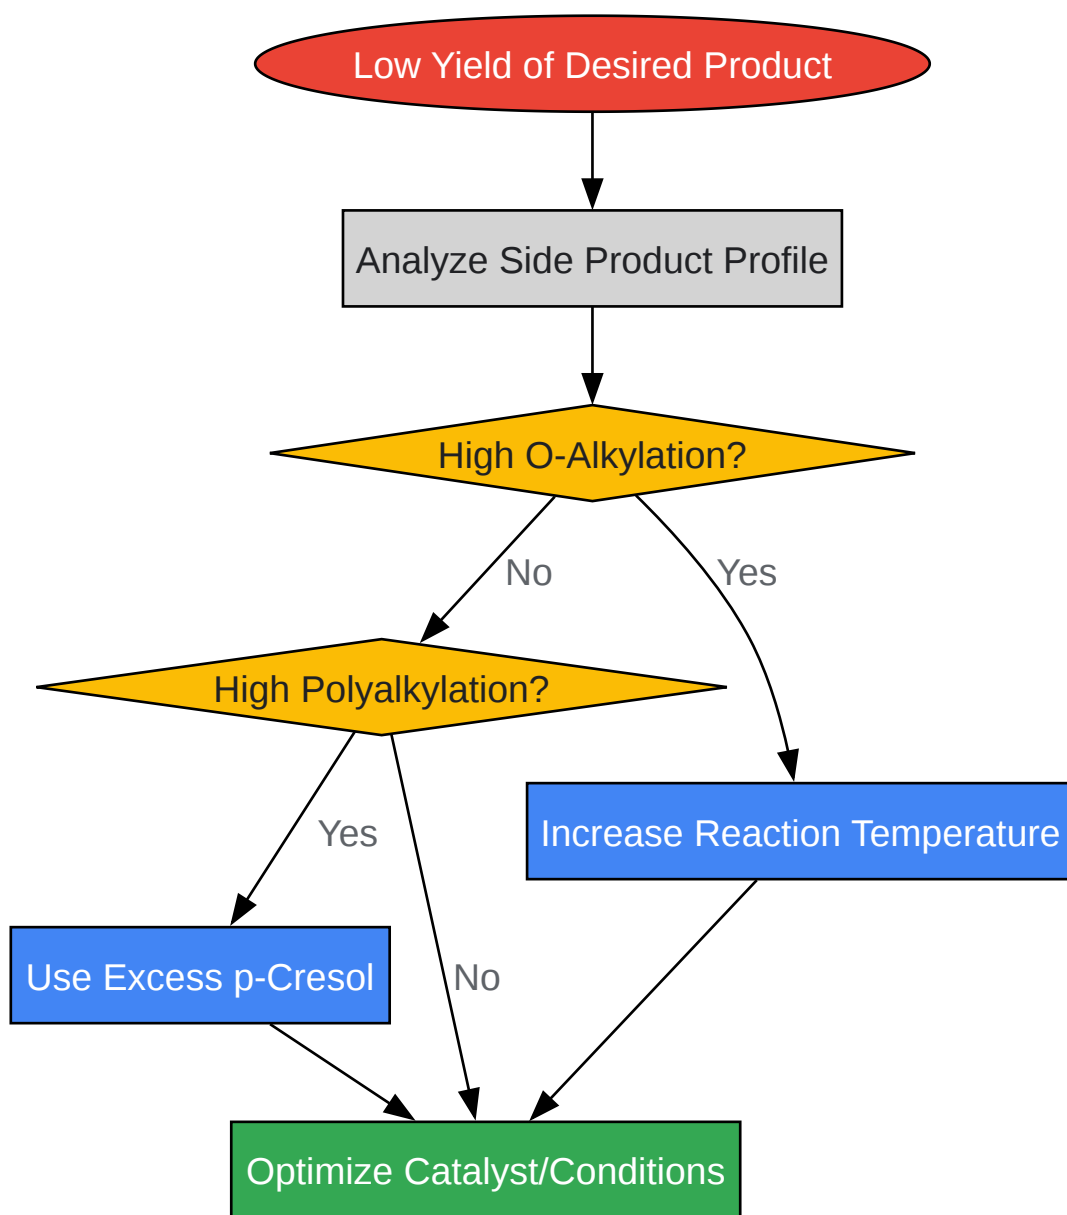 Low Yield of Desired Product
Analyze Side Product Profile
High O-Alkylation?
No
Yes
High Polyalkylation?
Yes
Increase Reaction Temperature
Use Excess p-Cresol
No
Optimize Catalyst/Conditions